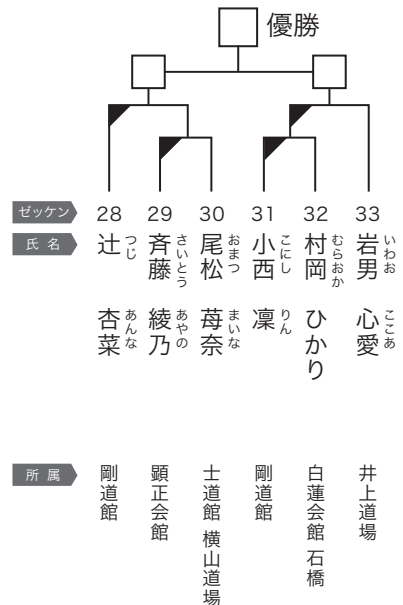 優勝
ゼッケン 28 29 30 31 32 33
氏名
辻 杏菜
つじ あんな
斉藤 綾乃
さいとう あやの
尾松 苺奈
おまつ まいな
小西 凜
こにし りん
村岡 ひかり
むらおか
岩男 心愛
いわお ここあ
所属
剛道館
顕正会館
士道館 横山道場
剛道館
白蓮会館 石橋
井上道場